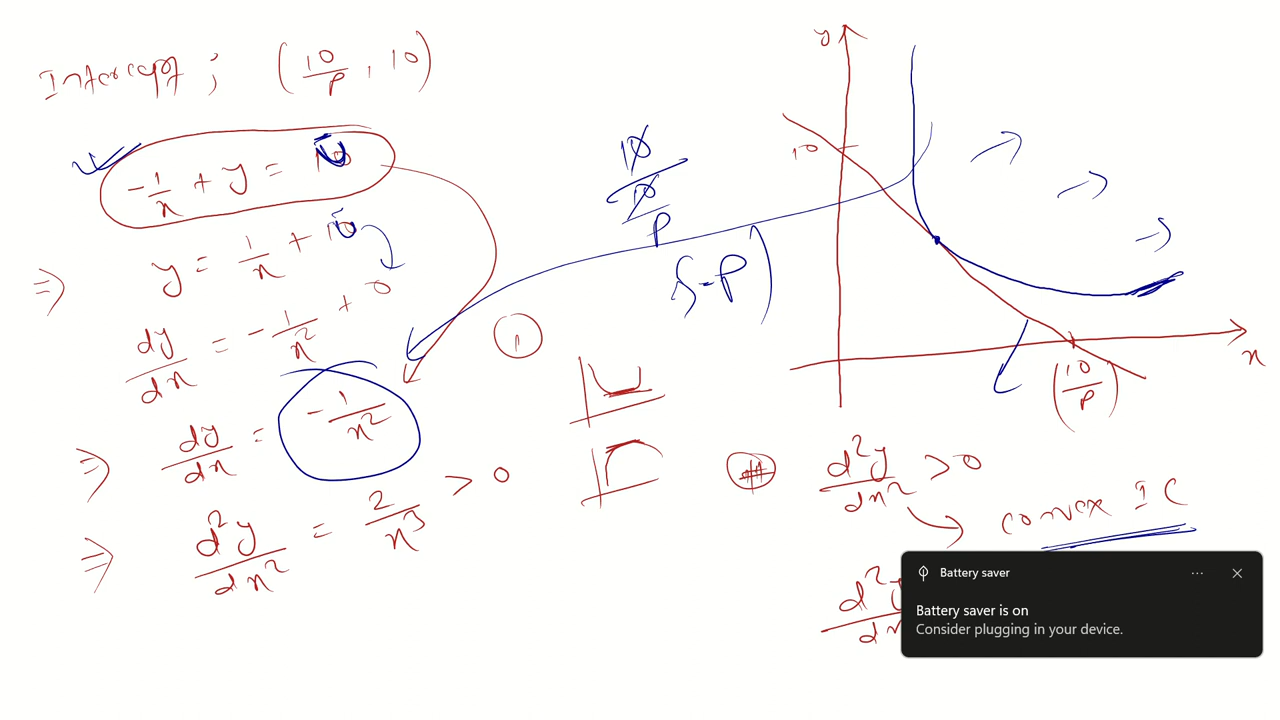 Intercept ; (10/P, 10)
-1/x + y = Ū
y = 1/x + Ū
⇒
dy/dx = -1/x² + 0
⇒ dy/dx = -1/x²
⇒ d²y/dx² = 2/x³ > 0
10/(10/P)
{-P)
1
y
10
(10/P)
x
d²y/dx² > 0
convex IC
Battery saver
Battery saver is on
Consider plugging in your device.